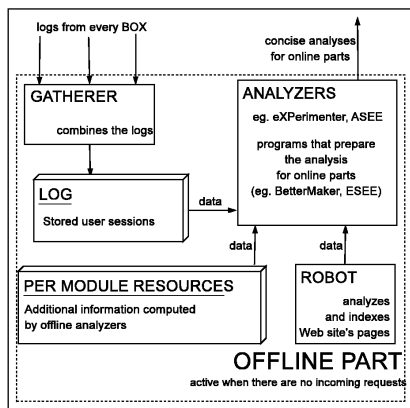 logs from every BOX
concise analyses
for online parts
GATHERER
combines the logs
ANALYZERS
eg. eXPerimenter, ASEE
programs that prepare
the analysis
for online parts
(eg. BetterMaker, ESEE)
LOG
Stored user sessions
data
data
data
PER MODULE RESOURCES
Additional information computed
by offline analyzers
ROBOT
analyzes
and indexes
Web site's pages
OFFLINE PART
active when there are no incoming requests